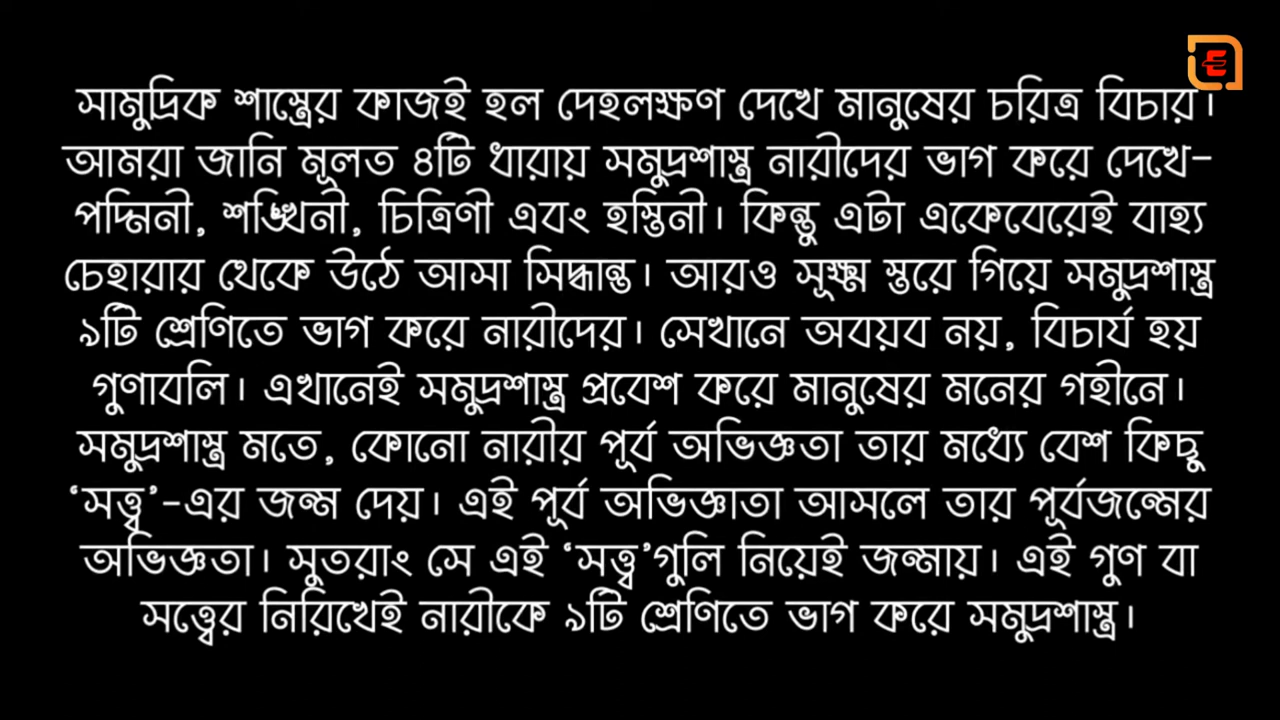 সামুদ্রিক শাস্ত্রের কাজই হল দেহলক্ষণ দেখে মানুষের চরিত্র বিচার।
আমরা জানি মূলত ৪টি ধারায় সমুদ্রশাস্ত্র নারীদের ভাগ করে দেখে-
পদ্মিনী, শঙ্খিনী, চিত্রিণী এবং হস্তিনী। কিন্তু এটা একেবেরেই বাহ্য
চেহারার থেকে উঠে আসা সিদ্ধান্ত। আরও সূক্ষ্ম স্তরে গিয়ে সমুদ্রশাস্ত্র
৯টি শ্রেণিতে ভাগ করে নারীদের। সেখানে অবয়ব নয়, বিচার্য হয়
গুণাবলি। এখানেই সমুদ্রশাস্ত্র প্রবেশ করে মানুষের মনের গহীনে।
সমুদ্রশাস্ত্র মতে, কোনো নারীর পূর্ব অভিজ্ঞতা তার মধ্যে বেশ কিছু
‘সত্ত্ব’-এর জন্ম দেয়। এই পূর্ব অভিজ্ঞাতা আসলে তার পূর্বজন্মের
অভিজ্ঞতা। সুতরাং সে এই ‘সত্ত্ব’গুলি নিয়েই জন্মায়। এই গুণ বা
সত্ত্বের নিরিখেই নারীকে ৯টি শ্রেণিতে ভাগ করে সমুদ্রশাস্ত্র।